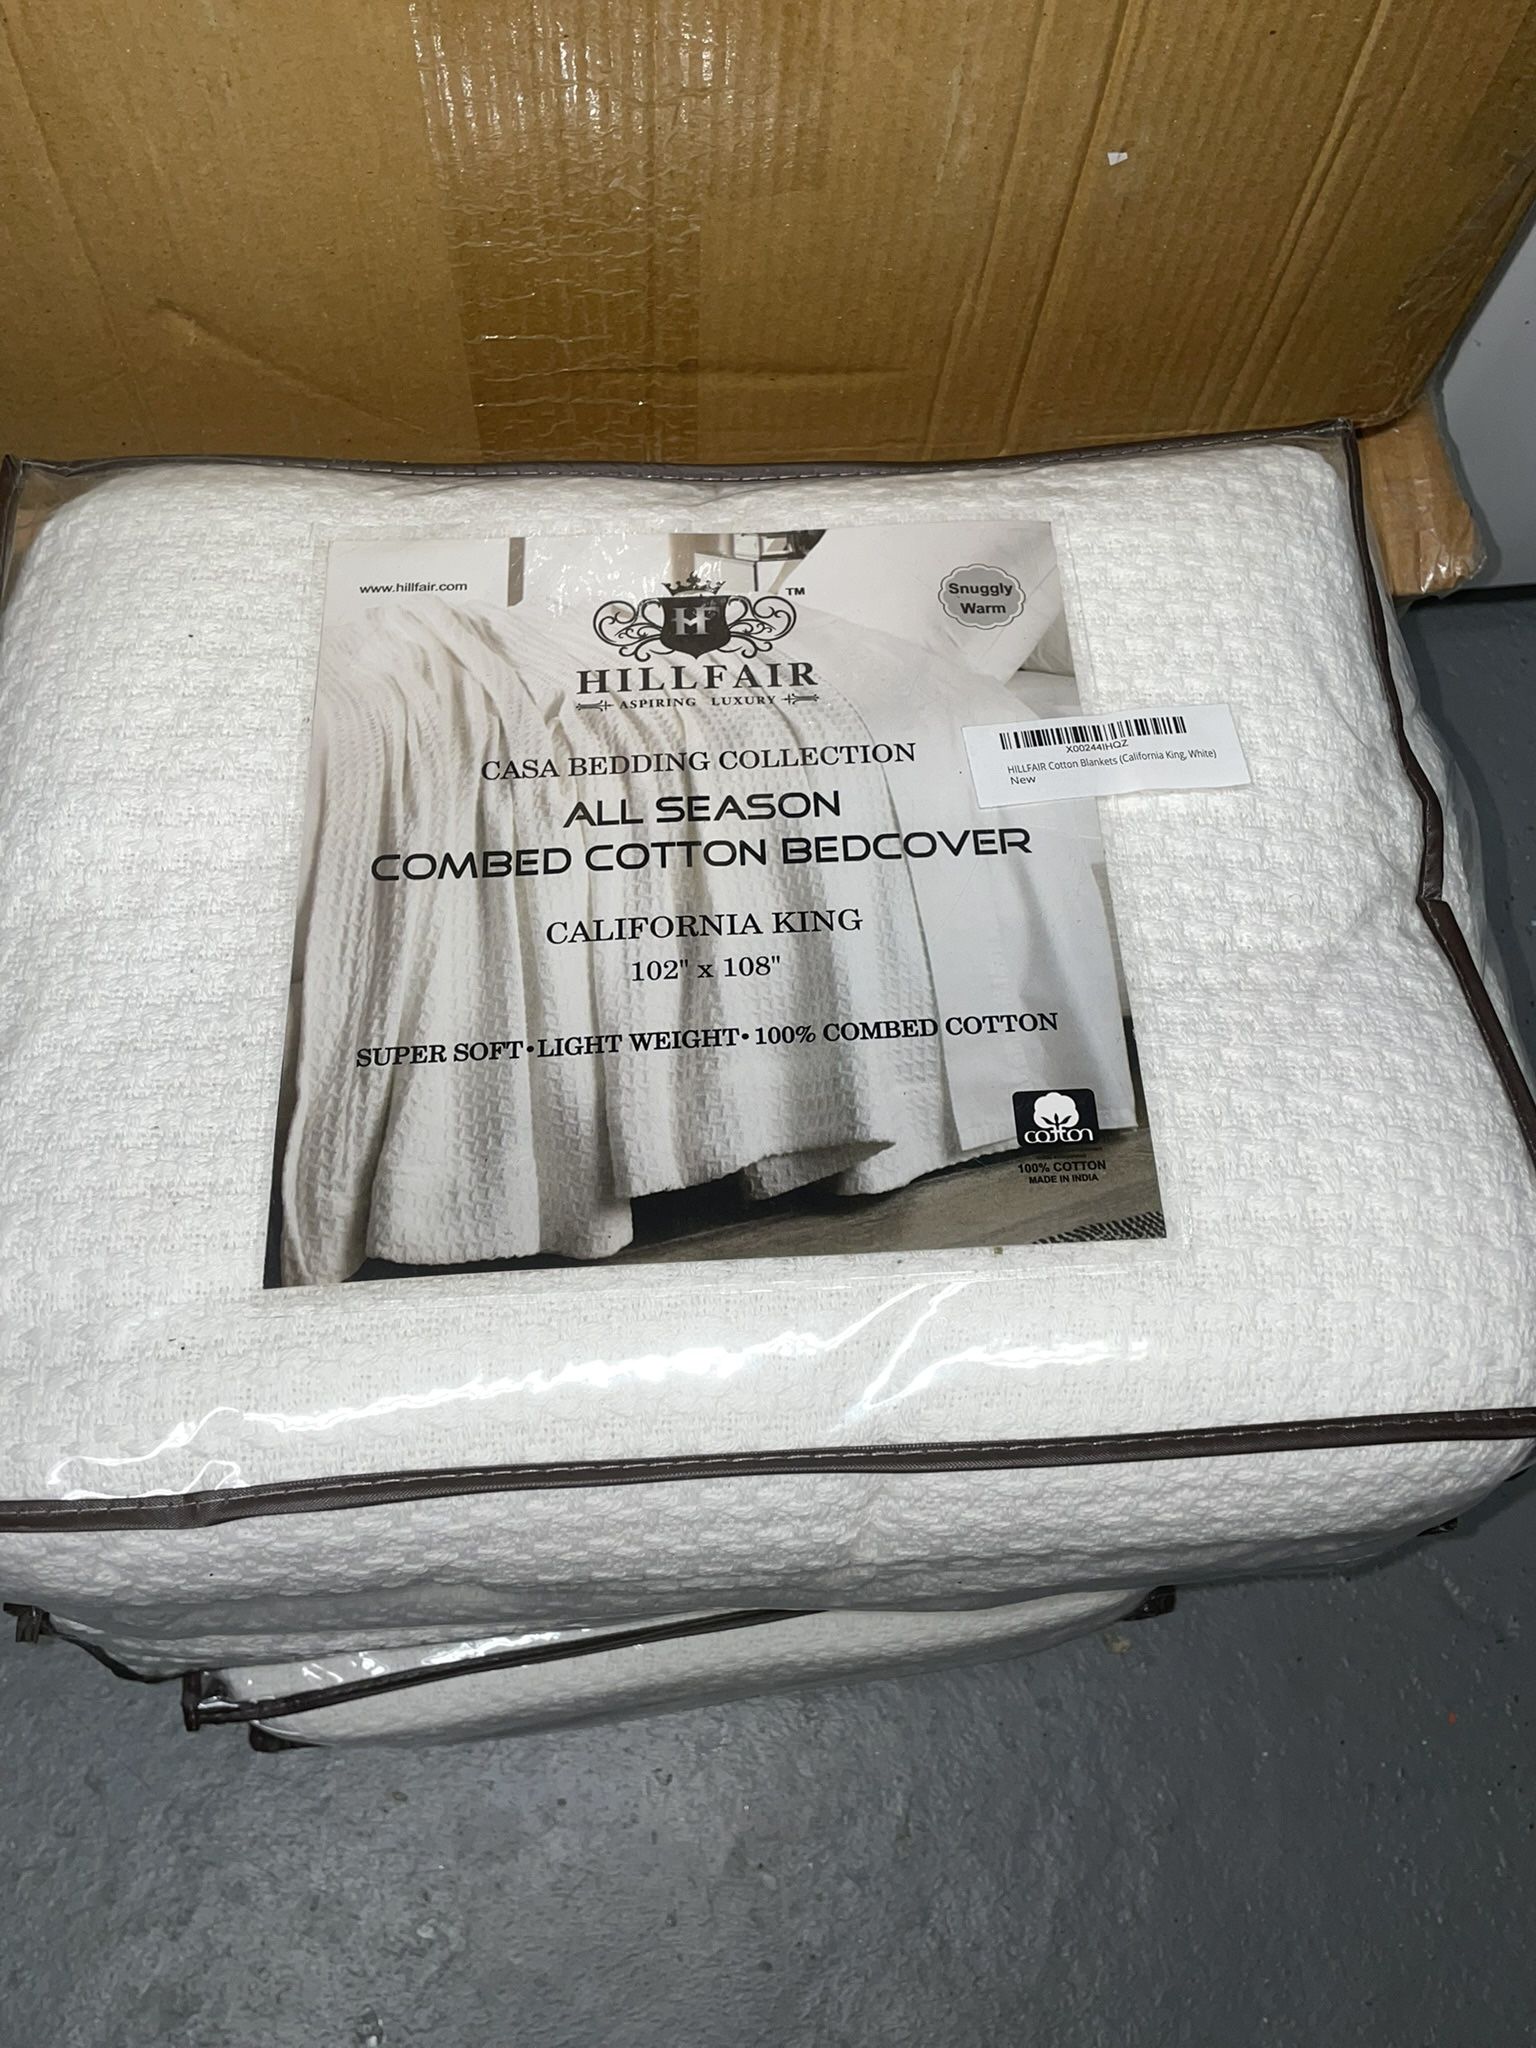 www.hillfair.com
Snuggly
Warm
HF
TM
HILLFAIR
ASPIRING LUXURY
CASA BEDDING COLLECTION
X00244IHQZ
HILLFAIR Cotton Blankets (California King, White)
New
ALL SEASON
COMBED COTTON BEDCOVER
CALIFORNIA KING
102" x 108"
SUPER SOFT • LIGHT WEIGHT • 100% COMBED COTTON
cotton
100% COTTON
MADE IN INDIA